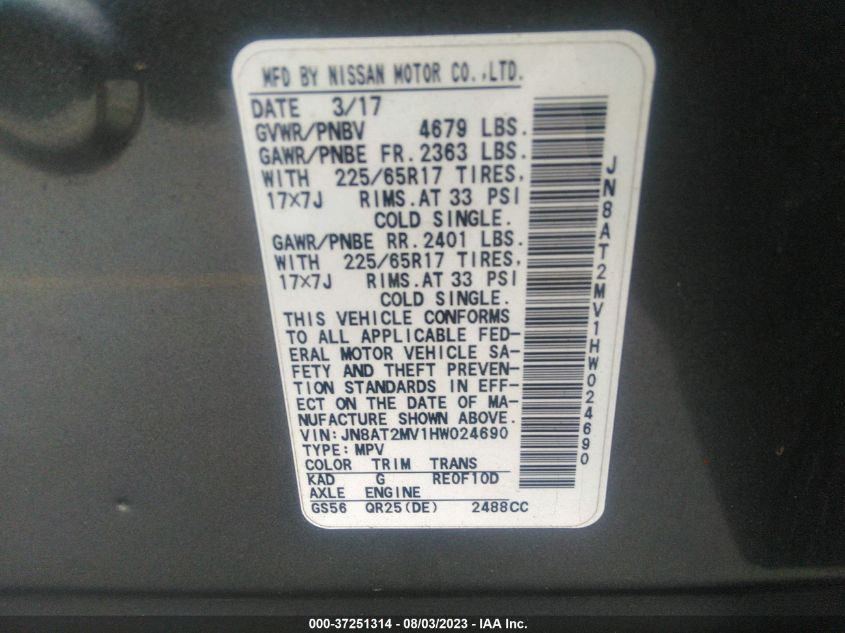 MFD BY NISSAN MOTOR CO.,LTD.
DATE 3/17
GVWR/PNBV 4679 LBS.
GAWR/PNBE FR.2363 LBS.
WITH 225/65R17 TIRES,
17×7J RIMS.AT 33 PSI
COLD SINGLE.
GAWR/PNBE RR.2401 LBS.
WITH 225/65R17 TIRES,
17×7J RIMS.AT 33 PSI
COLD SINGLE.
THIS VEHICLE CONFORMS
TO ALL APPLICABLE FED-
ERAL MOTOR VEHICLE SA-
FETY AND THEFT PREVEN-
TION STANDARDS IN EFF-
ECT ON THE DATE OF MA-
NUFACTURE SHOWN ABOVE.
VIN:JN8AT2MV1HW024690
TYPE:MPV
COLOR TRIM TRANS
KAD G RE0F10D
AXLE ENGINE
GS56 QR25(DE) 2488CC
JN8AT2MV1HW024690
000-37251314 - 08/03/2023 - IAA Inc.